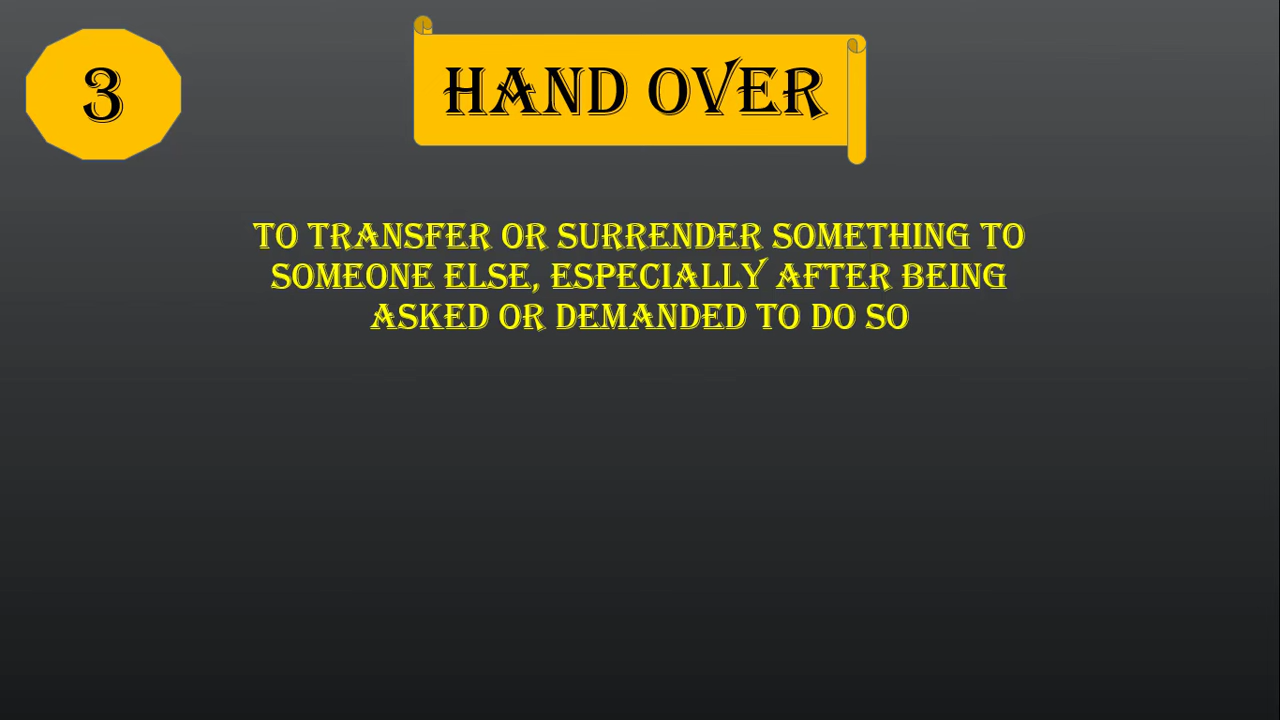 3
HAND OVER
TO TRANSFER OR SURRENDER SOMETHING TO
SOMEONE ELSE, ESPECIALLY AFTER BEING
ASKED OR DEMANDED TO DO SO